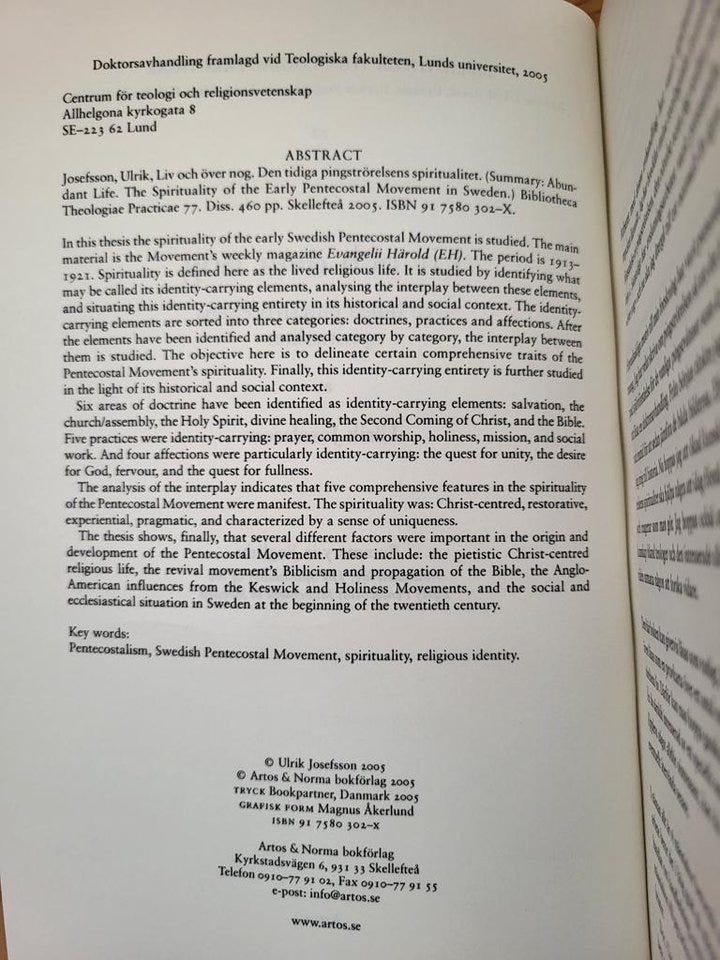 Doktorsavhandling framlagd vid Teologiska fakulteten, Lunds universitet, 2005
Centrum för teologi och religionsvetenskap
Allhelgona kyrkogata 8
SE–223 62 Lund
ABSTRACT
Josefsson, Ulrik, Liv och över nog. Den tidiga pingströrelsens spiritualitet. (Summary: Abun-
dant Life. The Spirituality of the Early Pentecostal Movement in Sweden.) Bibliotheca
Theologiae Practicae 77. Diss. 460 pp. Skellefteå 2005. ISBN 91 7580 302–X.
In this thesis the spirituality of the early Swedish Pentecostal Movement is studied. The main
material is the Movement's weekly magazine Evangelii Härold (EH). The period is 1913–
1921. Spirituality is defined here as the lived religious life. It is studied by identifying what
may be called its identity-carrying elements, analysing the interplay between these elements,
and situating this identity-carrying entirety in its historical and social context. The identity-
carrying elements are sorted into three categories: doctrines, practices and affections. After
the elements have been identified and analysed category by category, the interplay between
them is studied. The objective here is to delineate certain comprehensive traits of the
Pentecostal Movement's spirituality. Finally, this identity-carrying entirety is further studied
in the light of its historical and social context.
Six areas of doctrine have been identified as identity-carrying elements: salvation, the
church/assembly, the Holy Spirit, divine healing, the Second Coming of Christ, and the Bible.
Five practices were identity-carrying: prayer, common worship, holiness, mission, and social
work. And four affections were particularly identity-carrying: the quest for unity, the desire
for God, fervour, and the quest for fullness.
The analysis of the interplay indicates that five comprehensive features in the spirituality
of the Pentecostal Movement were manifest. The spirituality was: Christ-centred, restorative,
experiential, pragmatic, and characterized by a sense of uniqueness.
The thesis shows, finally, that several different factors were important in the origin and
development of the Pentecostal Movement. These include: the pietistic Christ-centred
religious life, the revival movement's Biblicism and propagation of the Bible, the Anglo-
American influences from the Keswick and Holiness Movements, and the social and
ecclesiastical situation in Sweden at the beginning of the twentieth century.
Key words:
Pentecostalism, Swedish Pentecostal Movement, spirituality, religious identity.
© Ulrik Josefsson 2005
© Artos & Norma bokförlag 2005
TRYCK Bookpartner, Danmark 2005
GRAFISK FORM Magnus Åkerlund
ISBN 91 7580 302–X
Artos & Norma bokförlag
Kyrkstadsvägen 6, 931 33 Skellefteå
Telefon 0910–77 91 02, Fax 0910–77 91 55
e-post: info@artos.se
www.artos.se